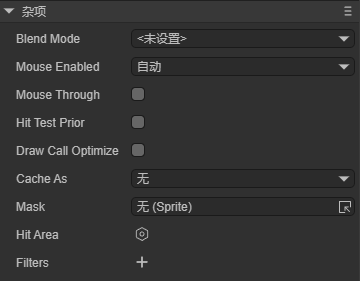 杂项
Blend Mode <未设置>
Mouse Enabled 自动
Mouse Through
Hit Test Prior
Draw Call Optimize
Cache As 无
Mask 无 (Sprite)
Hit Area
Filters